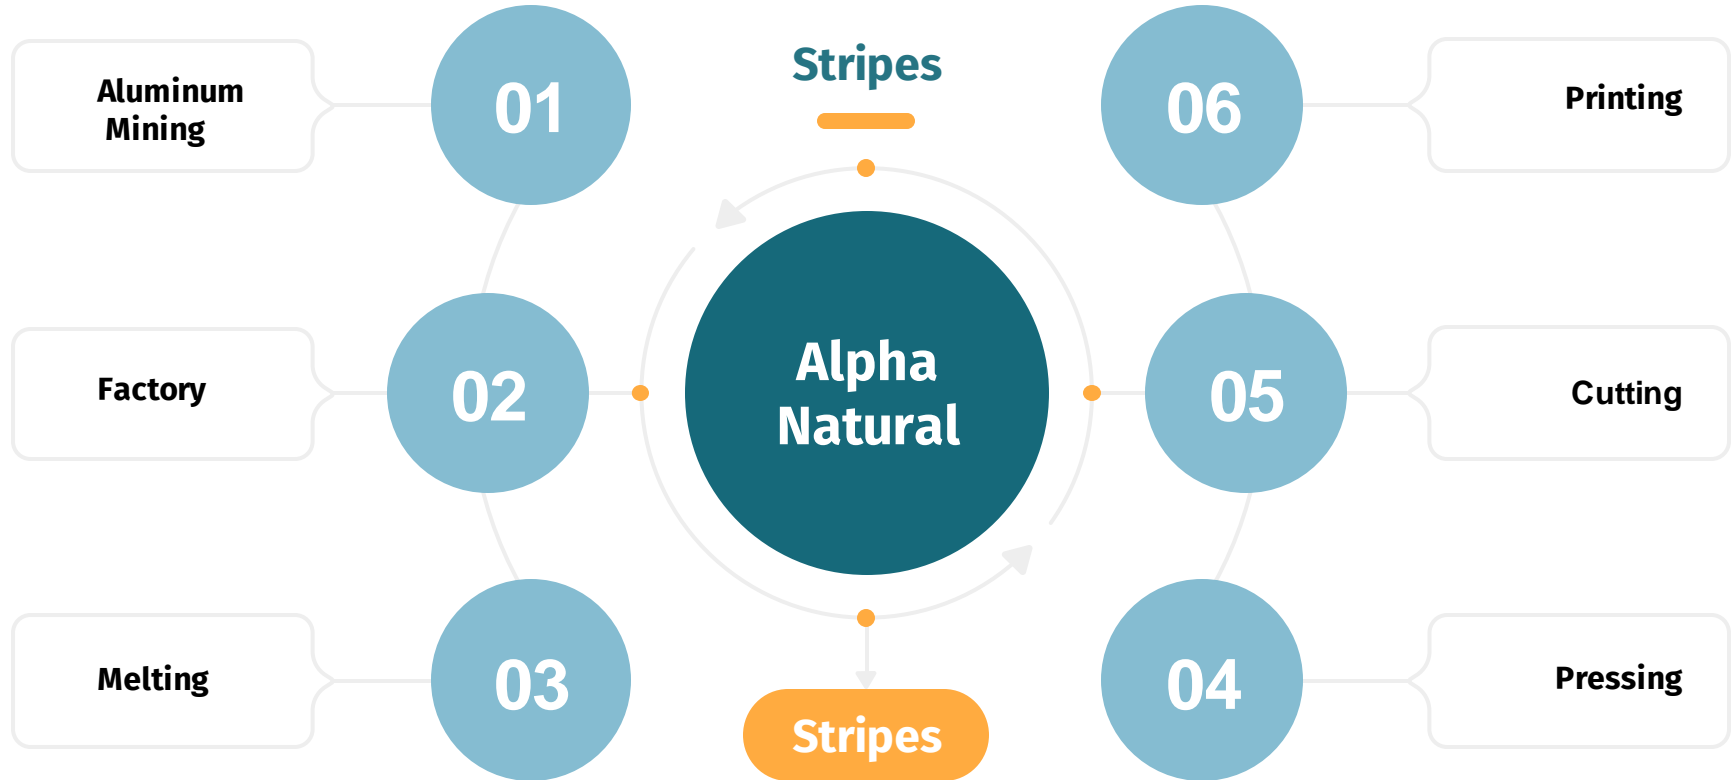 Stripes
Aluminum
Mining
01
Factory
02
Melting
03
Alpha
Natural
06
Printing
05
Cutting
04
Pressing
Stripes